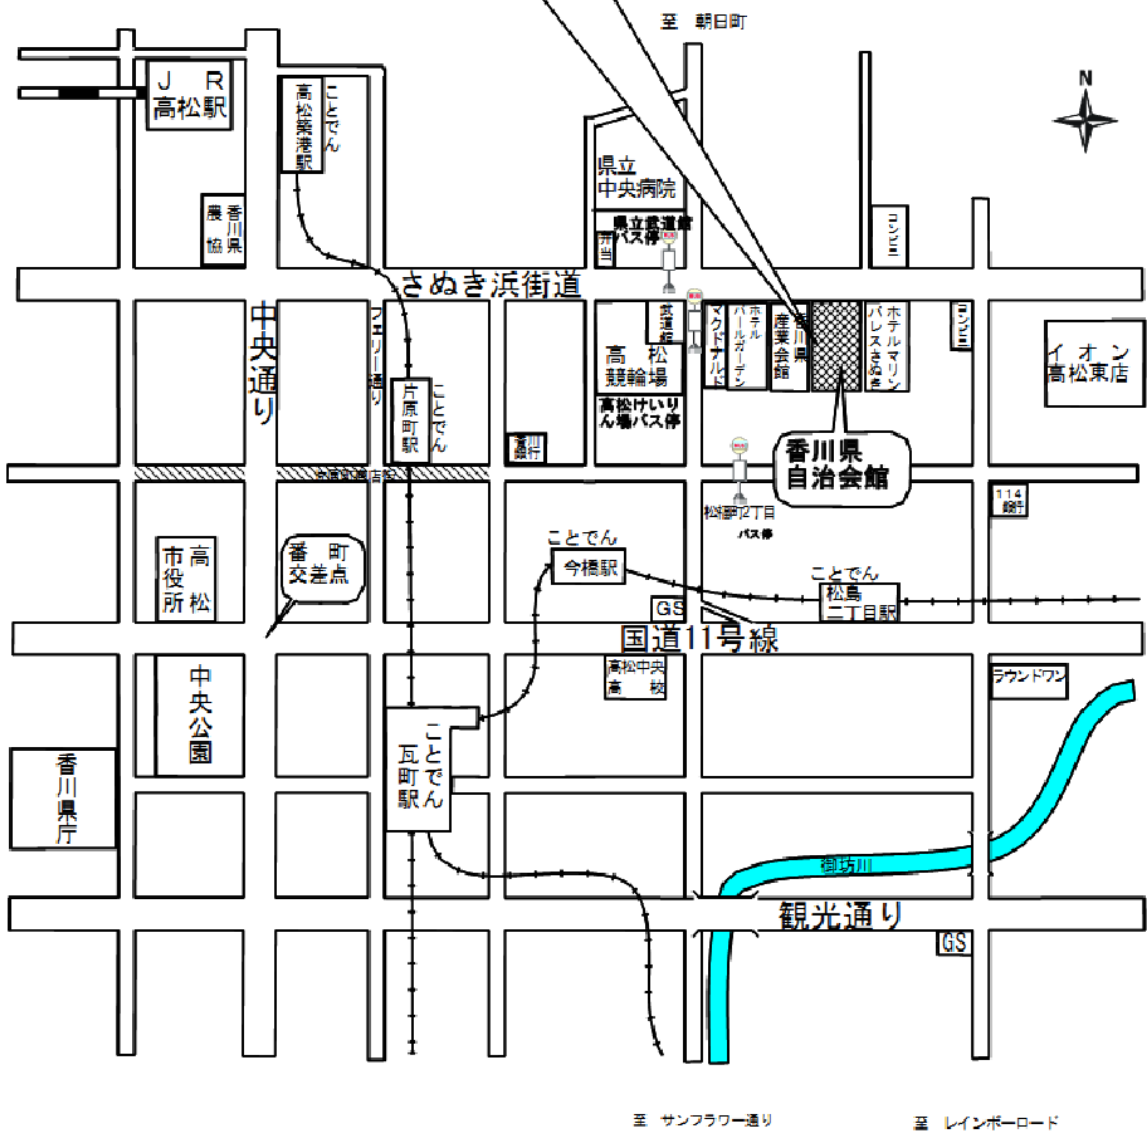 至　朝日町
N
ＪＲ
高松駅
ことでん
高松築港駅
県立
中央病院
香川県
農協
県立武道館
バス停
弁当
コンビニ
さぬき浜街道
中央通り
フェリー通り
武道館
高松
競輪場
マクドナルド
ホテル
パールガーデン
香川県
産業会館
ホテルマリン
パレスさぬき
コンビニ
イオン
高松東店
ことでん
片原町駅
高松けいり
ん場バス停
香川
銀行
香川県
自治会館
松福町2丁目
バス停
114
銀行
高松
市役所
番町
交差点
ことでん
今橋駅
ことでん
松島
二丁目駅
GS
国道11号線
高松中央
高校
ラウンドワン
中央公園
ことでん
瓦町駅
香川県庁
御坊川
観光通り
GS
至　サンフラワー通り
至　レインボーロード